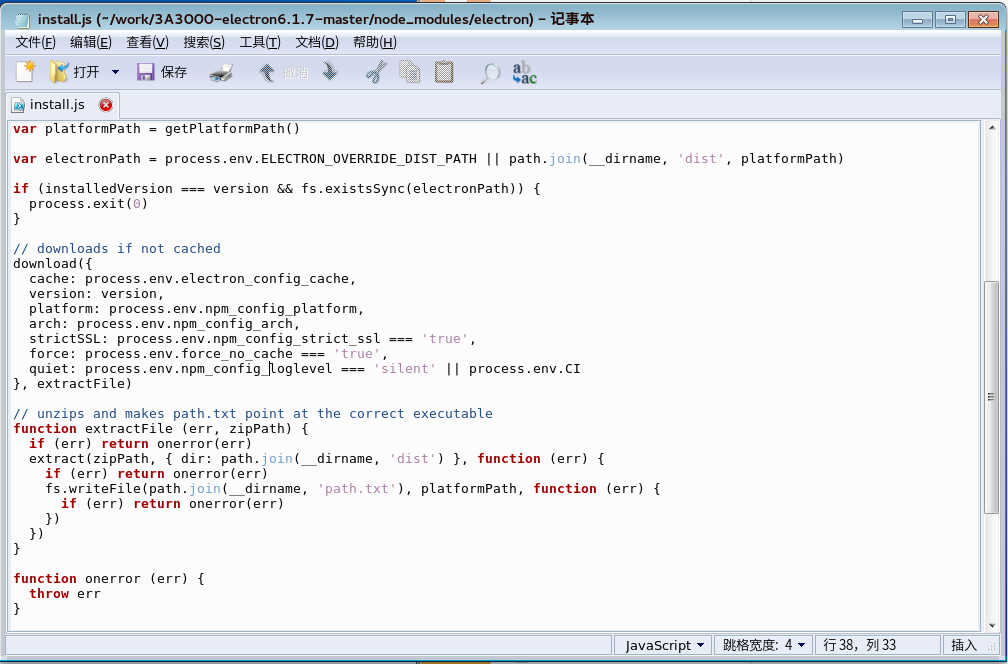 install.js (~/work/3A3000-electron6.1.7-master/node_modules/electron) – 记事本
文件(F) 编辑(E) 查看(V) 搜索(S) 工具(T) 文档(D) 帮助(H)
打开 保存 撤消
install.js
var platformPath = getPlatformPath()
var electronPath = process.env.ELECTRON_OVERRIDE_DIST_PATH || path.join(__dirname, 'dist', platformPath)
if (installedVersion === version && fs.existsSync(electronPath)) {
  process.exit(0)
}
// downloads if not cached
download({
  cache: process.env.electron_config_cache,
  version: version,
  platform: process.env.npm_config_platform,
  arch: process.env.npm_config_arch,
  strictSSL: process.env.npm_config_strict_ssl === 'true',
  force: process.env.force_no_cache === 'true',
  quiet: process.env.npm_config_loglevel === 'silent' || process.env.CI
}, extractFile)
// unzips and makes path.txt point at the correct executable
function extractFile (err, zipPath) {
  if (err) return onerror(err)
  extract(zipPath, { dir: path.join(__dirname, 'dist') }, function (err) {
    if (err) return onerror(err)
    fs.writeFile(path.join(__dirname, 'path.txt'), platformPath, function (err) {
      if (err) return onerror(err)
    })
  })
}
function onerror (err) {
  throw err
}
JavaScript 跳格宽度: 4 行 38, 列 33 插入